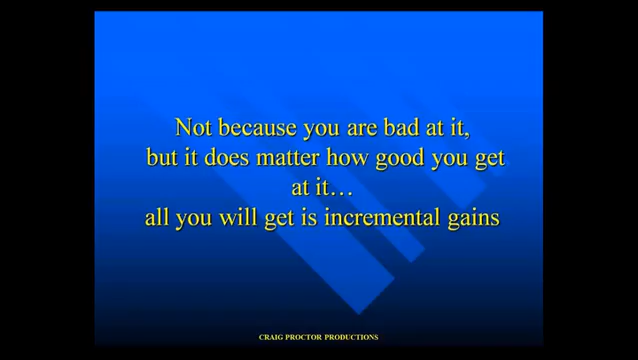 Not because you are bad at it,
but it does matter how good you get
at it…
all you will get is incremental gains
CRAIG PROCTOR PRODUCTIONS